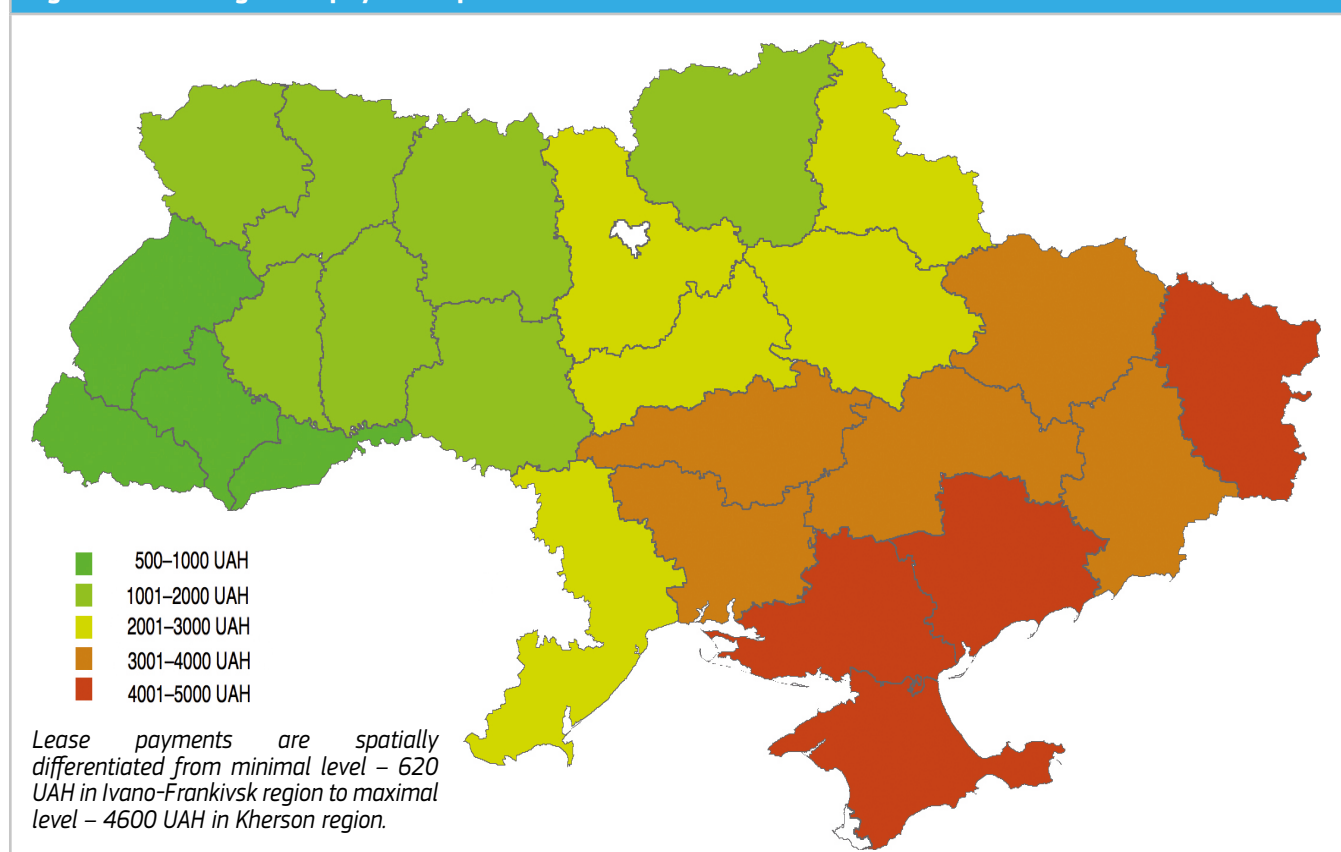 500–1000 UAH
1001–2000 UAH
2001–3000 UAH
3001–4000 UAH
4001–5000 UAH
Lease payments are spatially
differentiated from minimal level – 620
UAH in Ivano-Frankivsk region to maximal
level – 4600 UAH in Kherson region.